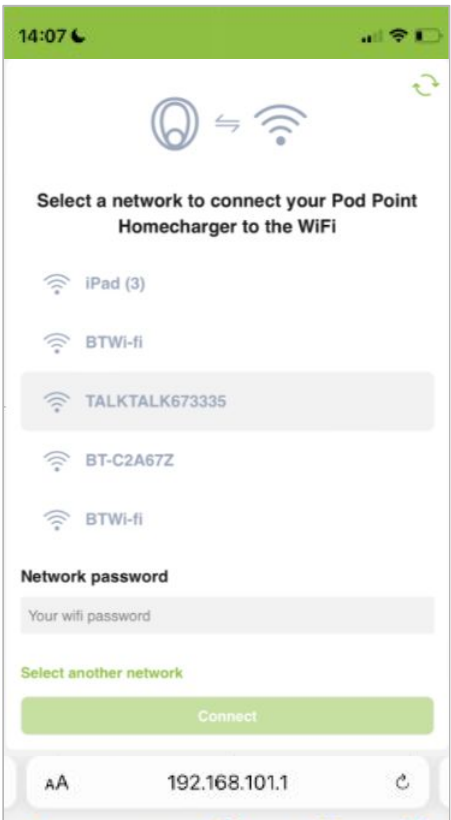 14:07
Select a network to connect your Pod Point
Homecharger to the WiFi
iPad (3)
BTWi-fi
TALKTALK673335
BT-C2A67Z
BTWi-fi
Network password
Your wifi password
Select another network
Connect
AA 192.168.101.1